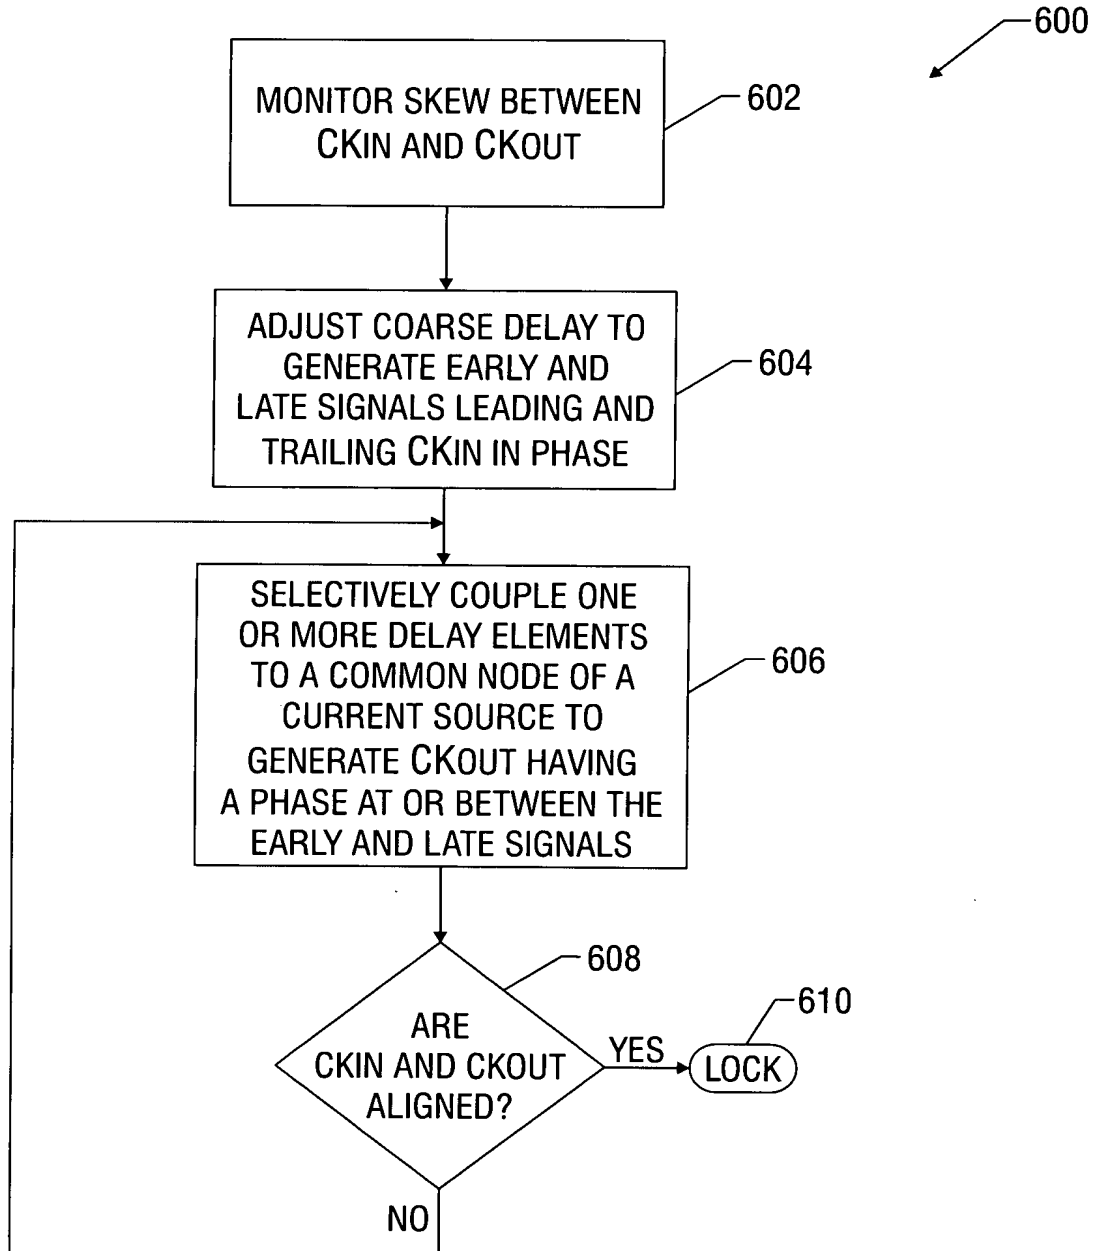 600
MONITOR SKEW BETWEEN
CKIN AND CKOUT
602
ADJUST COARSE DELAY TO
GENERATE EARLY AND
LATE SIGNALS LEADING AND
TRAILING CKIN IN PHASE
604
SELECTIVELY COUPLE ONE
OR MORE DELAY ELEMENTS
TO A COMMON NODE OF A
CURRENT SOURCE TO
GENERATE CKOUT HAVING
A PHASE AT OR BETWEEN THE
EARLY AND LATE SIGNALS
606
608
ARE
CKIN AND CKOUT
ALIGNED?
YES
610
LOCK
NO